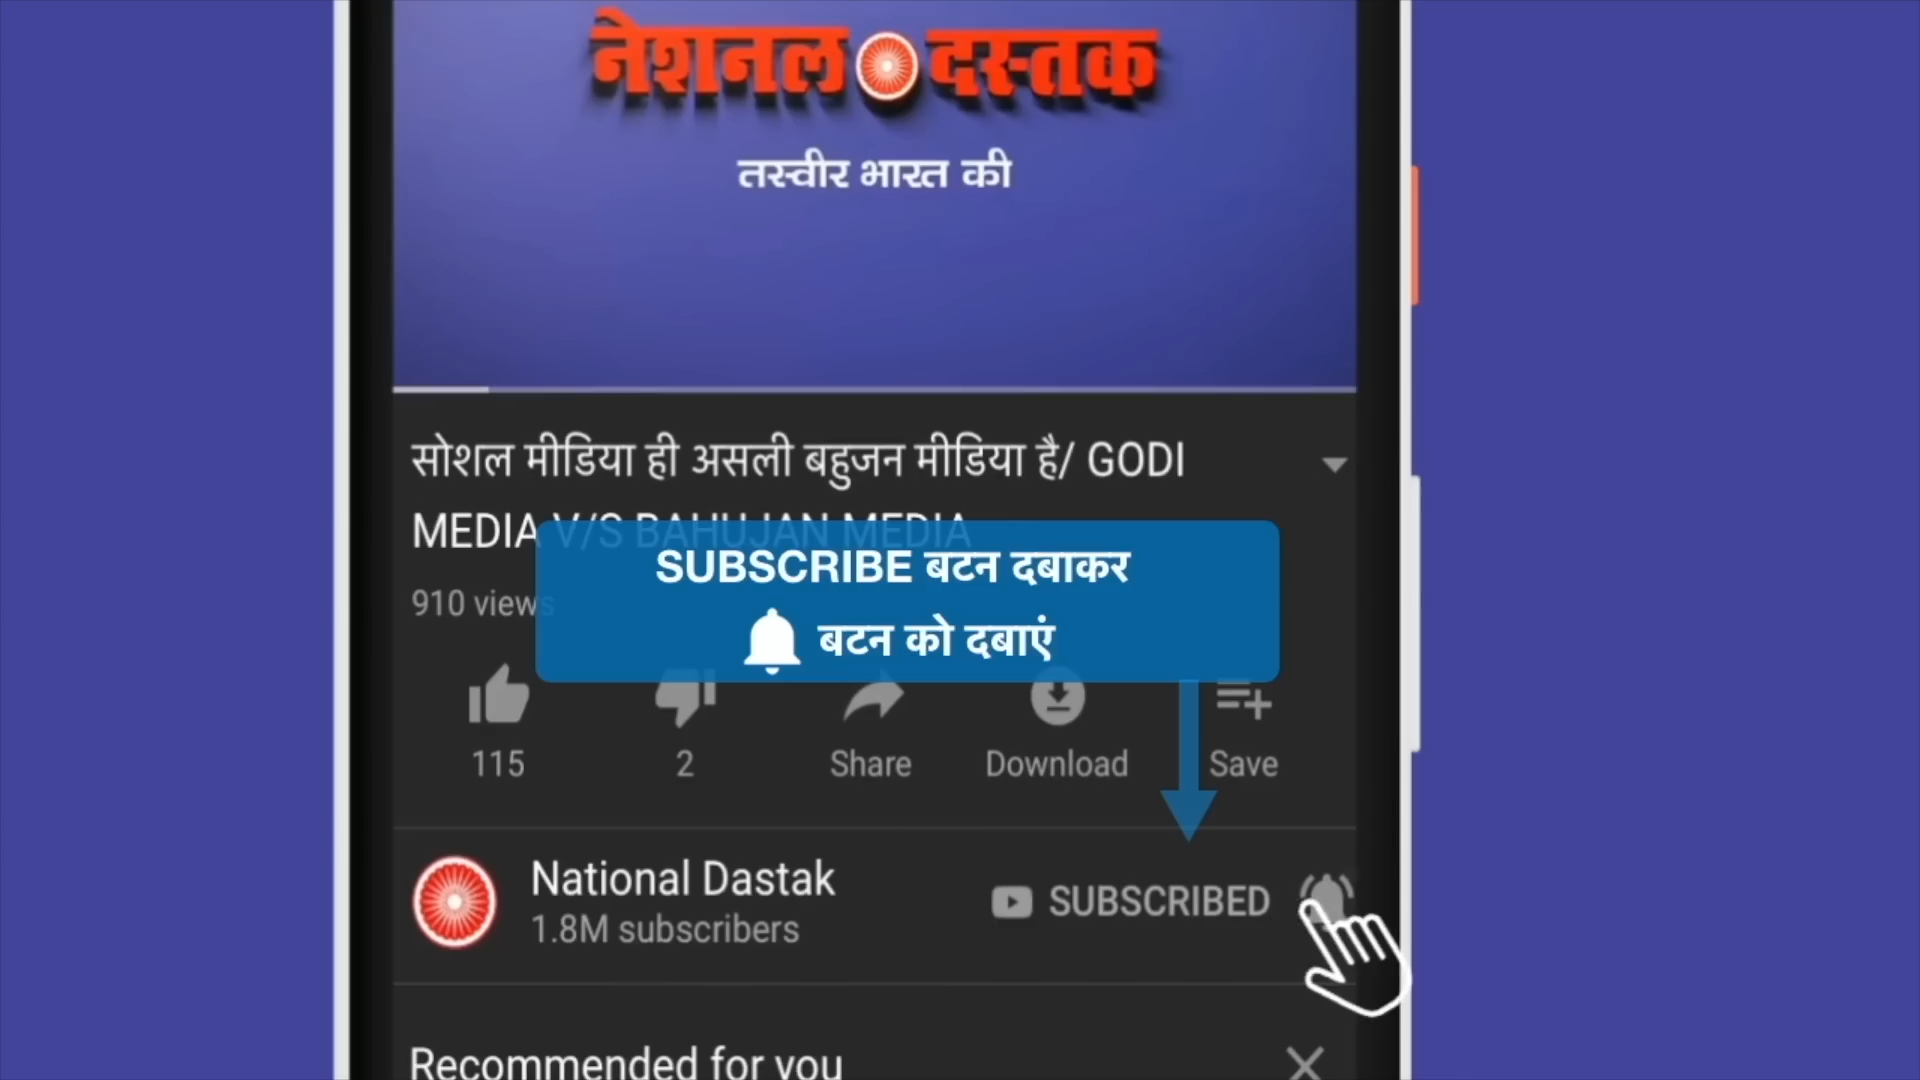 नेशनल दस्तक
तस्वीर भारत की
सोशल मीडिया ही असली बहुजन मीडिया है/ GODI
MEDIA V/S BAHUJAN MEDIA
910 views
SUBSCRIBE बटन दबाकर
बटन को दबाएं
115
2
Share
Download
Save
National Dastak
1.8M subscribers
SUBSCRIBED
Recommended for you